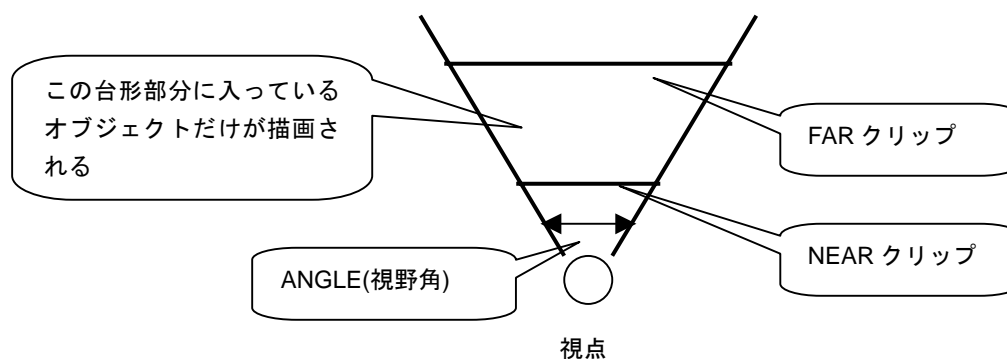 この台形部分に入っている
オブジェクトだけが描画さ
れる
FAR クリップ
NEAR クリップ
ANGLE(視野角)
視点